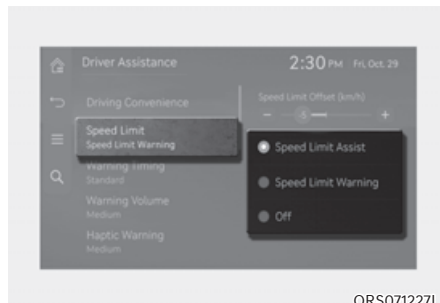 Driver Assistance
2:30 PM Fri, Oct. 29
Driving Convenience
Speed Limit Offset (km/h)
- -5 +
Speed Limit
Speed Limit Warning
Speed Limit Assist
Speed Limit Warning
Off
Warning Timing
Standard
Warning Volume
Medium
Haptic Warning
Medium